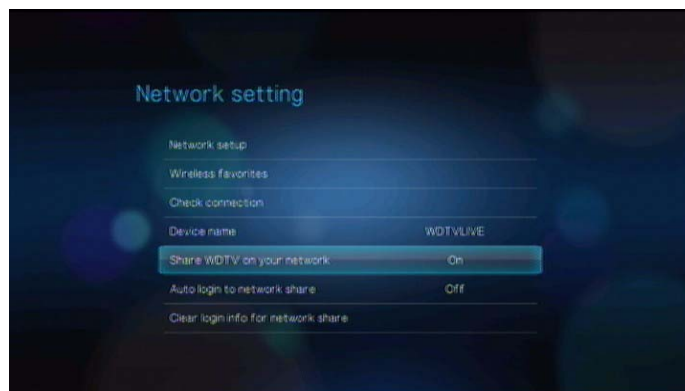 Network setting
Network setup
Wireless favorites
Check connection
Device name WDTVLIVE
Share WDTV on your network On
Auto login to network share Off
Clear login info for network share